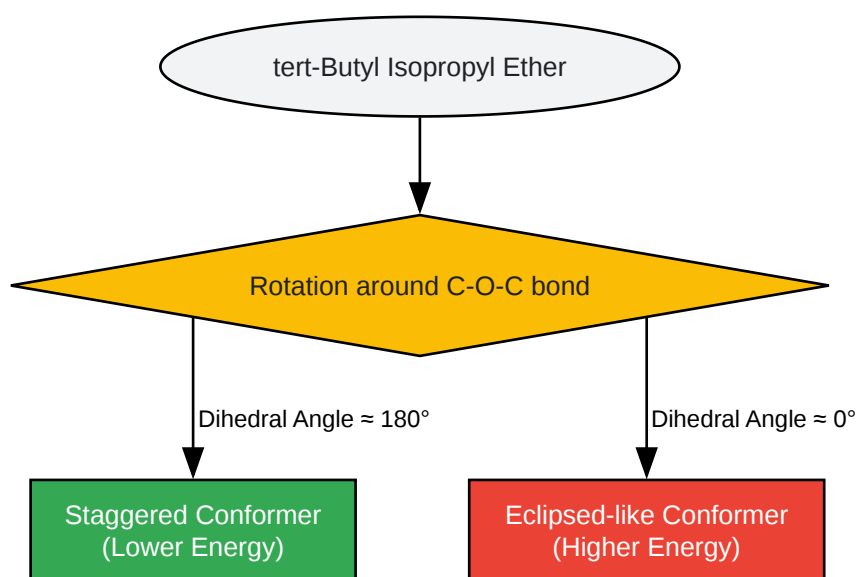 tert-Butyl Isopropyl Ether
Rotation around C-O-C bond
Dihedral Angle ≈ 180°
Dihedral Angle ≈ 0°
Staggered Conformer
(Lower Energy)
Eclipsed-like Conformer
(Higher Energy)